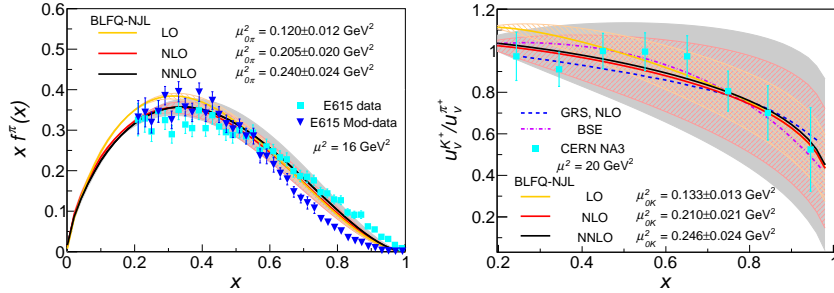 BLFQ-NJL
LO μ²₀π = 0.120±0.012 GeV²
NLO μ²₀π = 0.205±0.020 GeV²
NNLO μ²₀π = 0.240±0.024 GeV²
E615 data
E615 Mod-data
μ² = 16 GeV²
x f^π(x)
0.6
0.5
0.4
0.3
0.2
0.1
0
0 0.2 0.4 0.6 0.8 1
x
u_V^{K⁺}/u_V^{π⁺}
1.2
1
0.8
0.6
0.4
0.2
GRS, NLO
BSE
CERN NA3
μ² = 20 GeV²
BLFQ-NJL
LO μ²₀K = 0.133±0.013 GeV²
NLO μ²₀K = 0.210±0.021 GeV²
NNLO μ²₀K = 0.246±0.024 GeV²
0.2 0.4 0.6 0.8 1
x